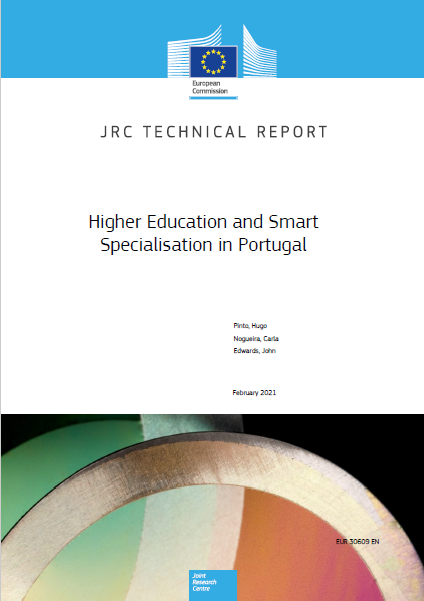 European
Commission
JRC TECHNICAL REPORT
Higher Education and Smart
Specialisation in Portugal
Pinto, Hugo
Nogueira, Carla
Edwards, John
February 2021
EUR 30609 EN
Joint
Research
Centre